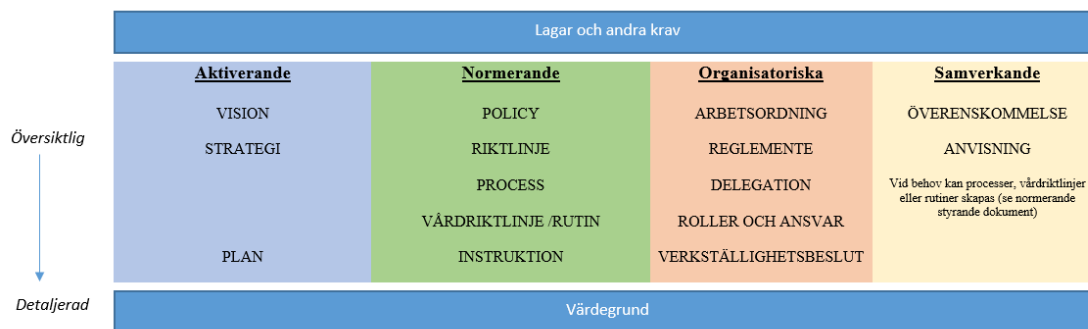 Lagar och andra krav
Aktiverande
VISION
STRATEGI
PLAN
Normerande
POLICY
RIKTLINJE
PROCESS
VÅRDRIKTLINJE /RUTIN
INSTRUKTION
Organisatoriska
ARBETSORDNING
REGLEMENTE
DELEGATION
ROLLER OCH ANSVAR
VERKSTÄLLIGHETSBESLUT
Samverkande
ÖVERENSKOMMELSE
ANVISNING
Vid behov kan processer, vårdriktlinjer
eller rutiner skapas (se normerande
styrande dokument)
Översiktlig
Detaljerad
Värdegrund